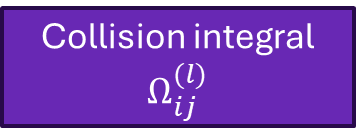 Collision integral
Ω_{ij}^{(l)}